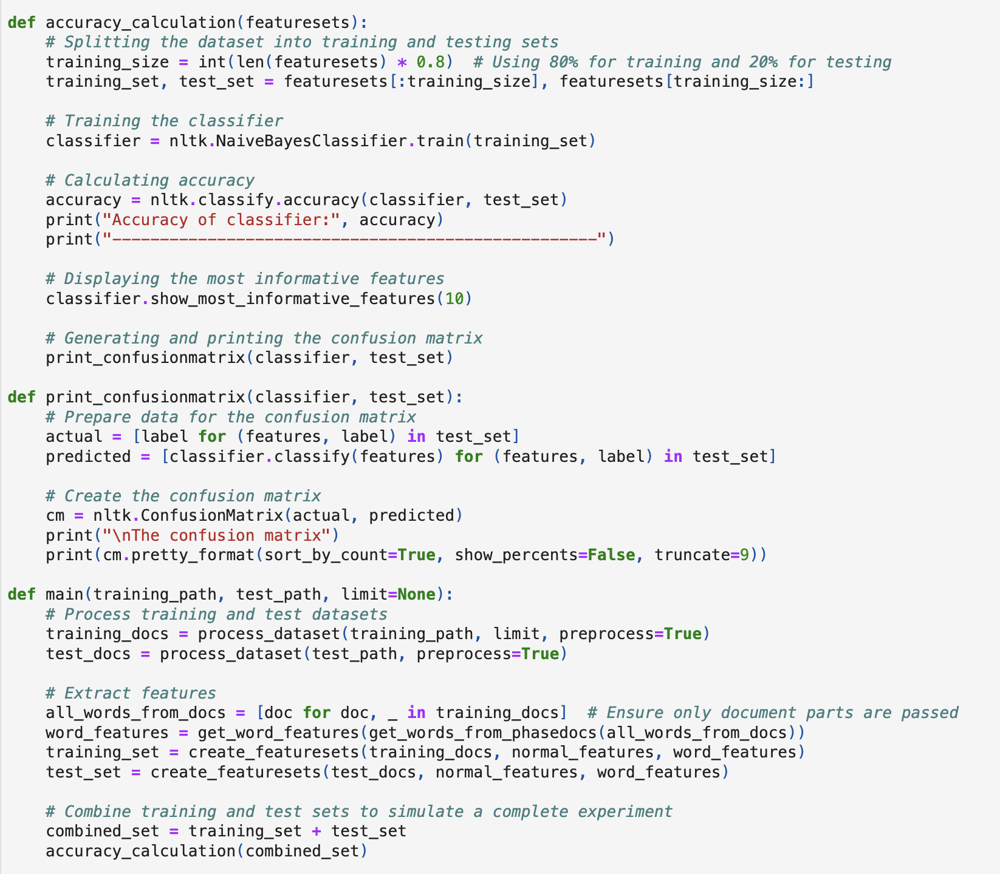 def accuracy_calculation(featuresets):
    # Splitting the dataset into training and testing sets
    training_size = int(len(featuresets) * 0.8)  # Using 80% for training and 20% for testing
    training_set, test_set = featuresets[:training_size], featuresets[training_size:]

    # Training the classifier
    classifier = nltk.NaiveBayesClassifier.train(training_set)

    # Calculating accuracy
    accuracy = nltk.classify.accuracy(classifier, test_set)
    print("Accuracy of classifier:", accuracy)
    print("---------------------------------------------------")

    # Displaying the most informative features
    classifier.show_most_informative_features(10)

    # Generating and printing the confusion matrix
    print_confusionmatrix(classifier, test_set)

def print_confusionmatrix(classifier, test_set):
    # Prepare data for the confusion matrix
    actual = [label for (features, label) in test_set]
    predicted = [classifier.classify(features) for (features, label) in test_set]

    # Create the confusion matrix
    cm = nltk.ConfusionMatrix(actual, predicted)
    print("\nThe confusion matrix")
    print(cm.pretty_format(sort_by_count=True, show_percents=False, truncate=9))

def main(training_path, test_path, limit=None):
    # Process training and test datasets
    training_docs = process_dataset(training_path, limit, preprocess=True)
    test_docs = process_dataset(test_path, preprocess=True)

    # Extract features
    all_words_from_docs = [doc for doc, _ in training_docs]  # Ensure only document parts are passed
    word_features = get_word_features(get_words_from_phasedocs(all_words_from_docs))
    training_set = create_featuresets(training_docs, normal_features, word_features)
    test_set = create_featuresets(test_docs, normal_features, word_features)

    # Combine training and test sets to simulate a complete experiment
    combined_set = training_set + test_set
    accuracy_calculation(combined_set)